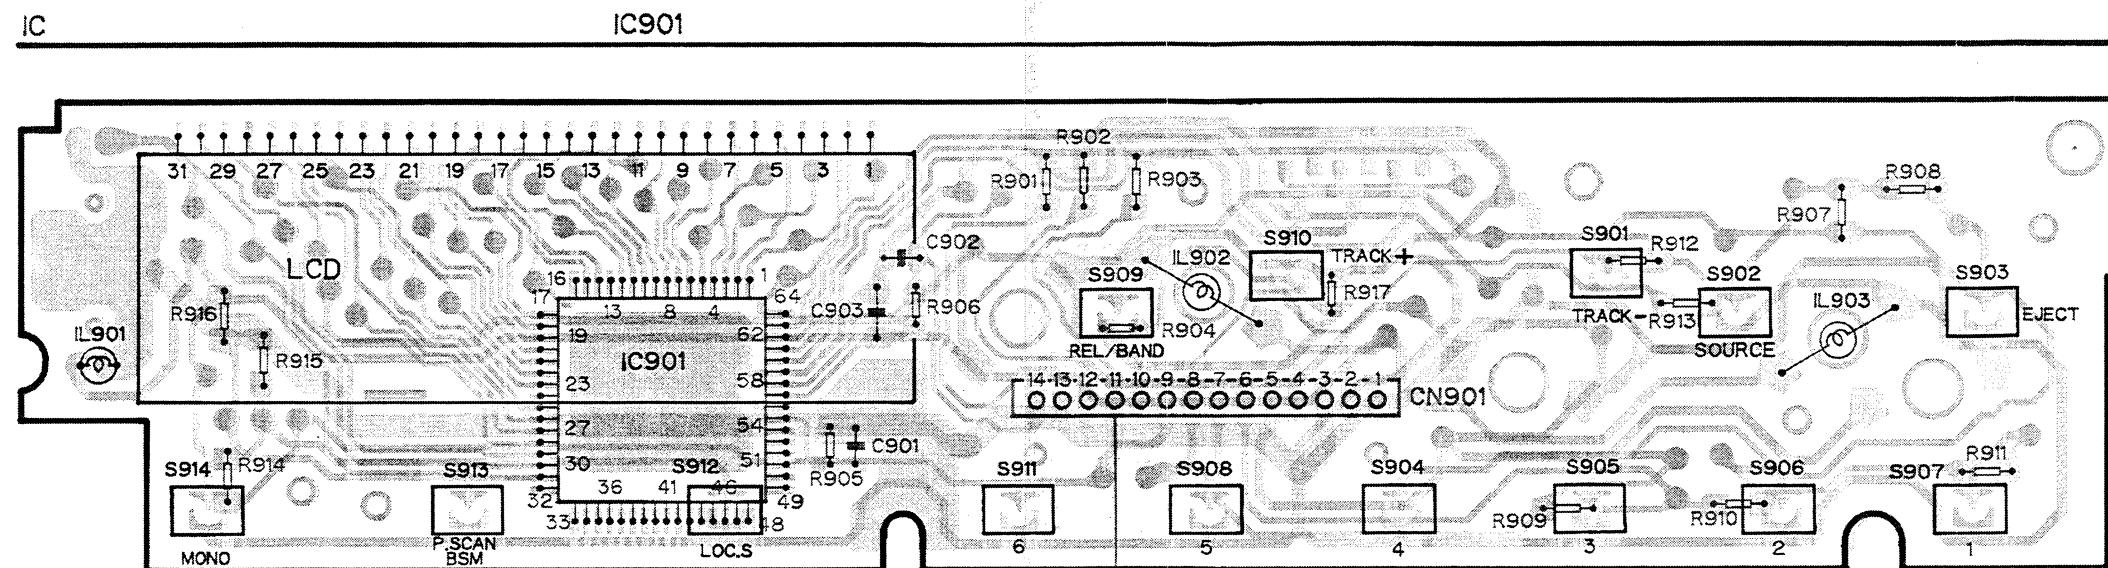 IC IC901
R902
31 29 27 25 23 21 19 17 15 13 11 9 7 5 3 1
R901 R903 R908
R907
C902 S910 TRACK+ S901 R912
LCD IL902
S909 S902 S903
16 1
17 13 8 4 64
R916 C903 R906 R917 IL903
19 62 R904 TRACK- R913 EJECT
IL901 R915 IC901 REL/BAND SOURCE
23 58
14-13-12-11-10-9-8-7-6-5-4-3-2-1 CN901
27 54
C901
30 51
S914 R914 S913 S912 R905 S911 S908 S904 S905 S906 S907 R911
32 36 41 46 49
33 48
R909 R910
MONO P.SCAN BSM LOC.S 6 5 4 3 2 1